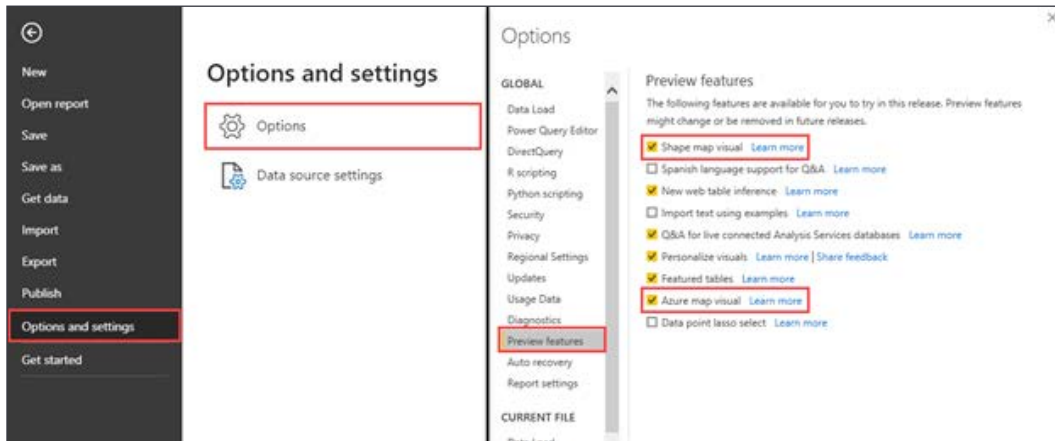 New
Open report
Save
Save as
Get data
Import
Export
Publish
Options and settings
Get started
Options and settings
Options
Data source settings
Options
GLOBAL
Data Load
Power Query Editor
DirectQuery
R scripting
Python scripting
Security
Privacy
Regional Settings
Updates
Usage Data
Diagnostics
Preview features
Auto recovery
Report settings
CURRENT FILE
Data Load
Preview features
The following features are available for you to try in this release. Preview features
might change or be removed in future releases.
Shape map visual Learn more
Spanish language support for Q&A Learn more
New web table inference Learn more
Import text using examples Learn more
Q&A for live connected Analysis Services databases Learn more
Personalize visuals Learn more | Share feedback
Featured tables Learn more
Azure map visual Learn more
Data point lasso select Learn more